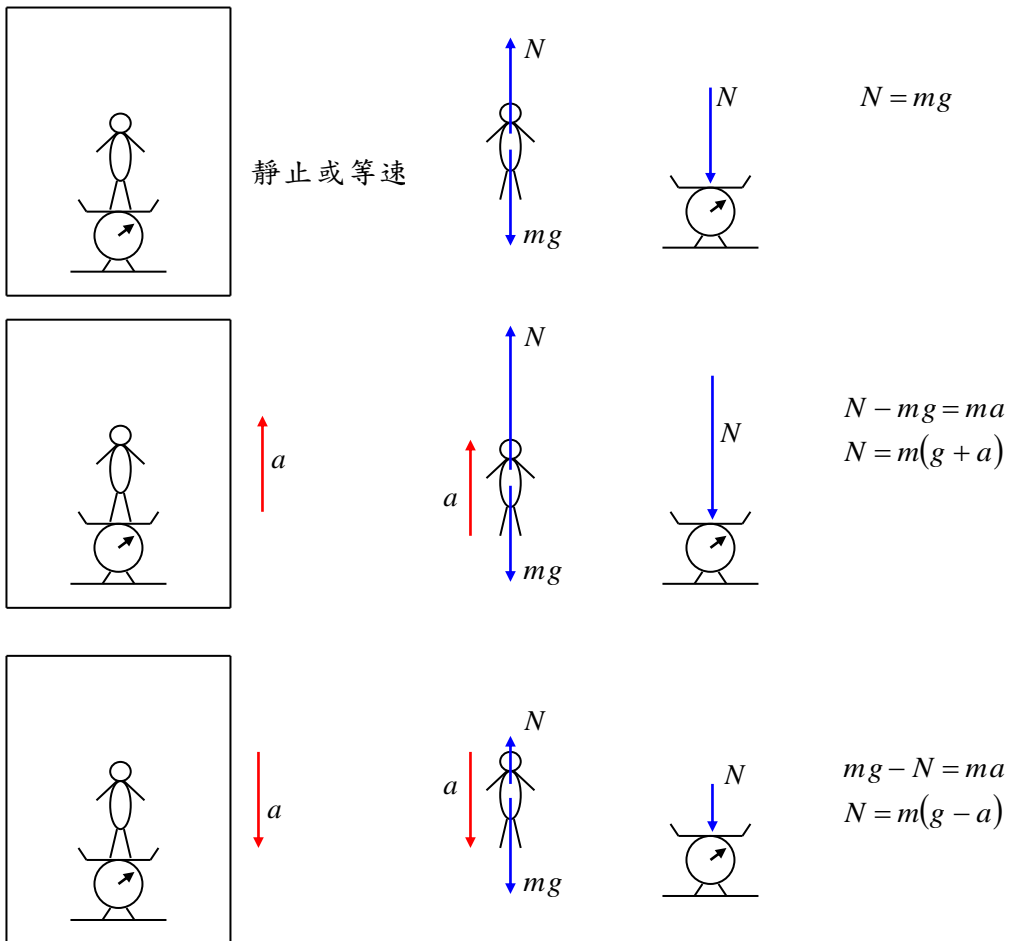 N
N
N = mg
靜止或等速
mg
N
N
N − mg = ma
N = m(g + a)
a
a
mg
N
N
mg − N = ma
N = m(g − a)
a
a
mg